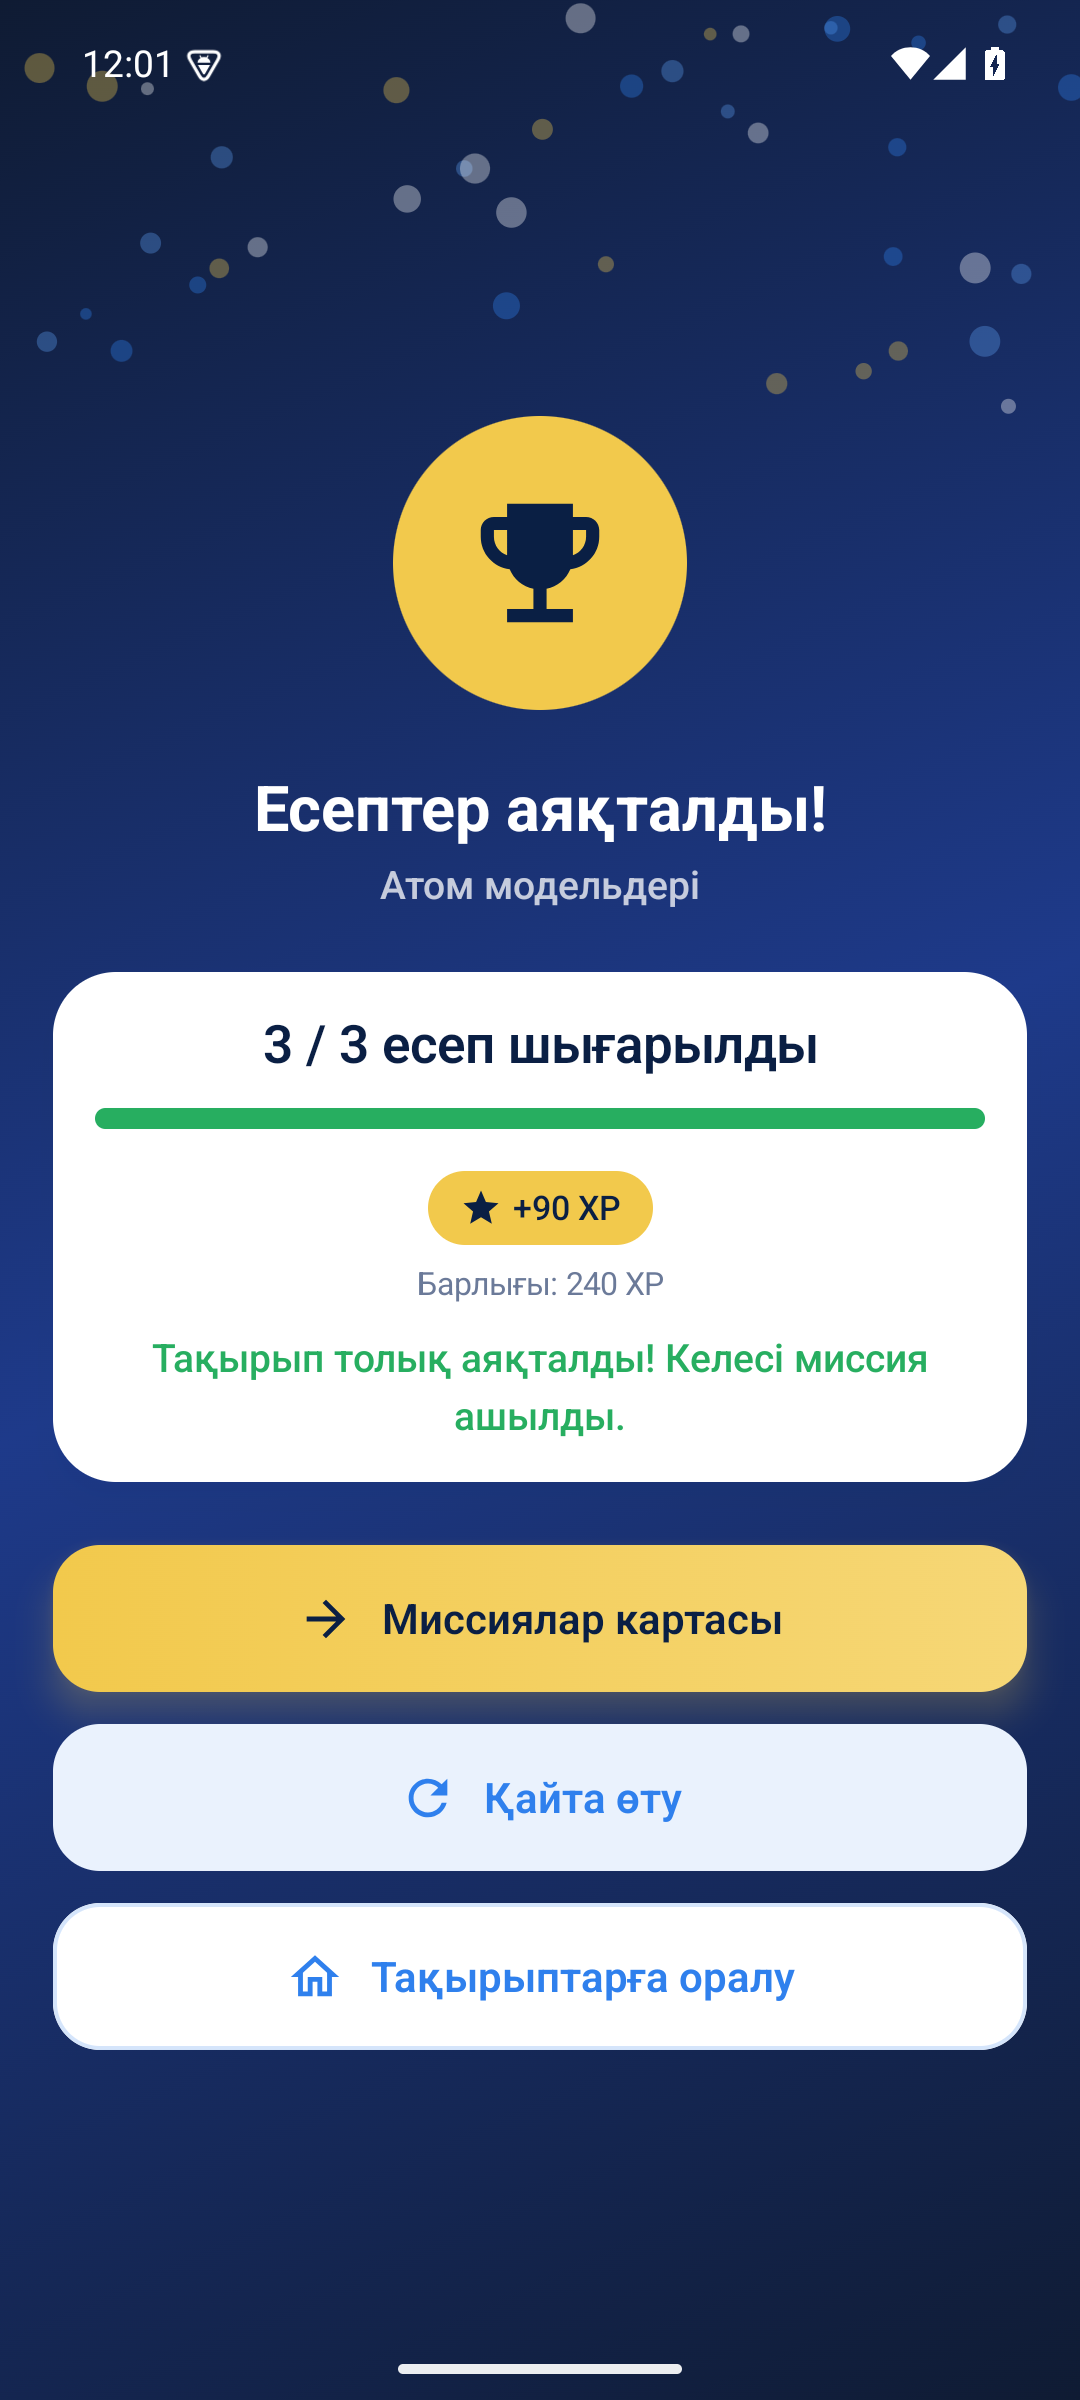 12:01
Есептер аяқталды!
Атом модельдері
3 / 3 есеп шығарылды
+90 XP
Барлығы: 240 XP
Тақырып толық аяқталды! Келесі миссия
ашылды.
Миссиялар картасы
Қайта өту
Тақырыптарға оралу